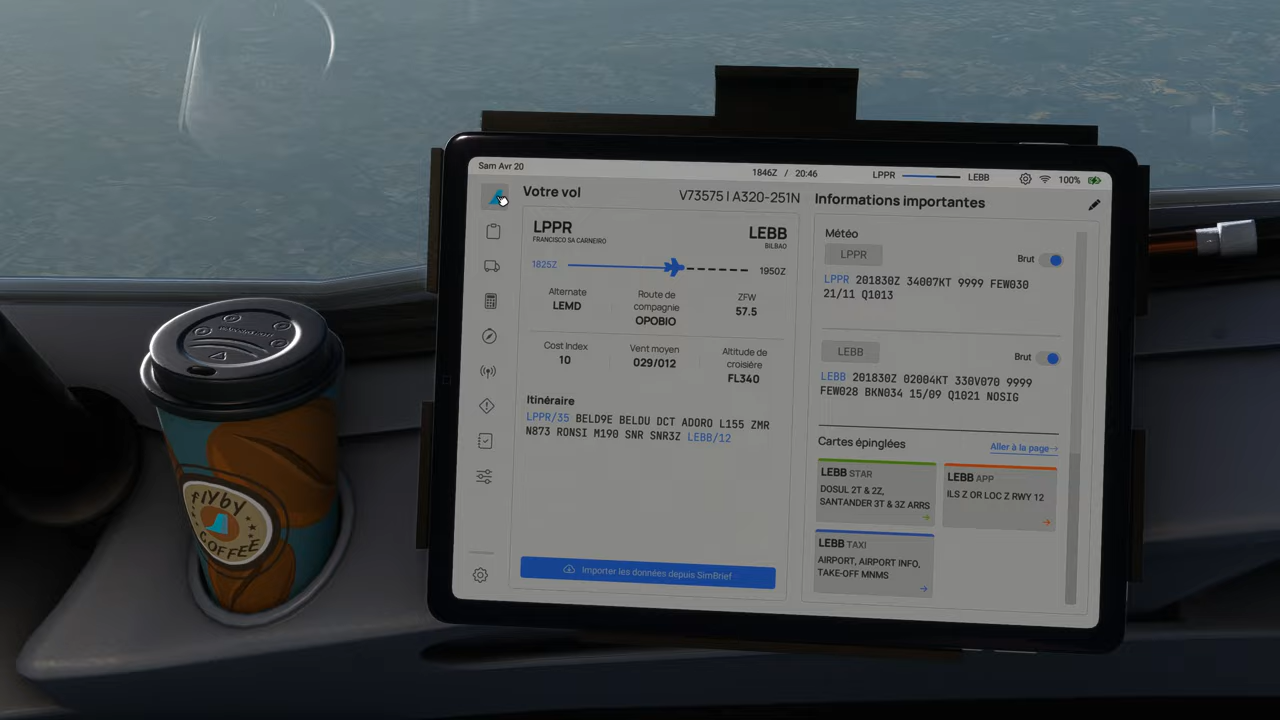 Sam Avr 20
1846Z / 20:46
LPPR LEBB
100%
Votre vol
V73575 | A320-251N
LPPR
FRANCISCO SA CARNEIRO
LEBB
BILBAO
1825Z
1950Z
Alternate
LEMD
Route de
compagnie
OPOBIO
ZFW
57.5
Cost Index
10
Vent moyen
029/012
Altitude de
croisière
FL340
Itinéraire
LPPR/35 BELD9E BELDU DCT ADORO L155 ZMR
N873 RONSI M190 SNR SNR3Z LEBB/12
Importer les données depuis SimBrief
Informations importantes
Météo
LPPR
Brut
LPPR 201830Z 34007KT 9999 FEW030
21/11 Q1013
LEBB
Brut
LEBB 201830Z 02004KT 330V070 9999
FEW028 BKN034 15/09 Q1021 NOSIG
Cartes épinglées
Aller à la page
LEBB STAR
DOSUL 2T & 2Z,
SANTANDER 3T & 3Z ARRS
LEBB APP
ILS Z OR LOC Z RWY 12
LEBB TAXI
AIRPORT, AIRPORT INFO,
TAKE-OFF MNMS
flyby
COFFEE